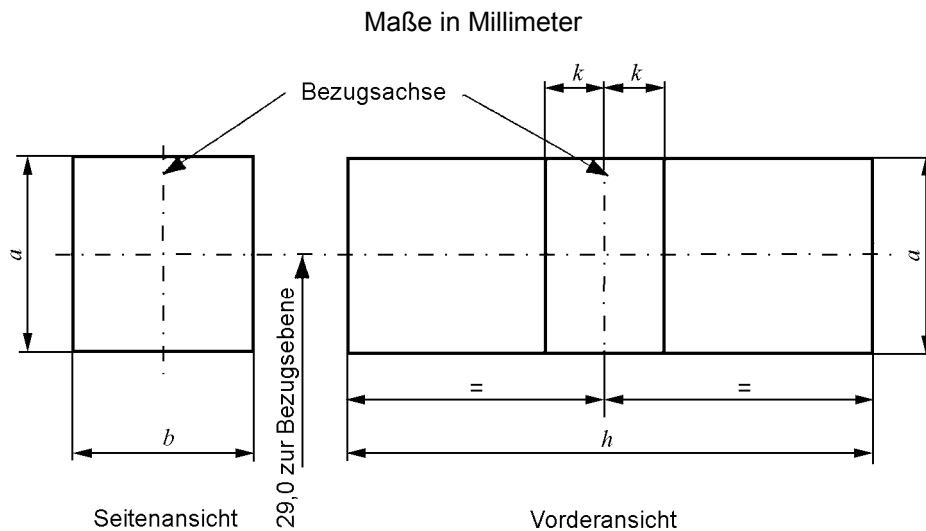 Maße in Millimeter
k k
Bezugsachse
a
a
29,0 zur Bezugsebene
= =
b
h
Seitenansicht
Vorderansicht